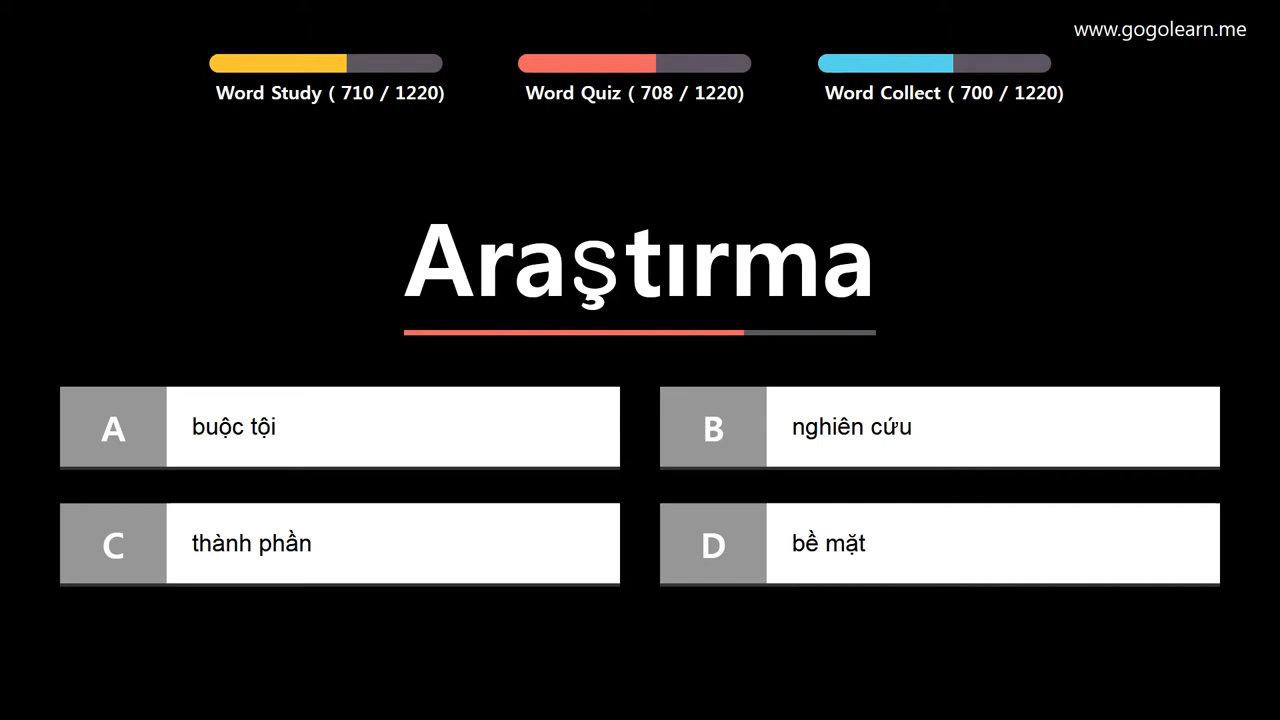 www.gogolearn.me
Word Study ( 710 / 1220)
Word Quiz ( 708 / 1220)
Word Collect ( 700 / 1220)
Araştırma
A buộc tội
B nghiên cứu
C thành phần
D bề mặt